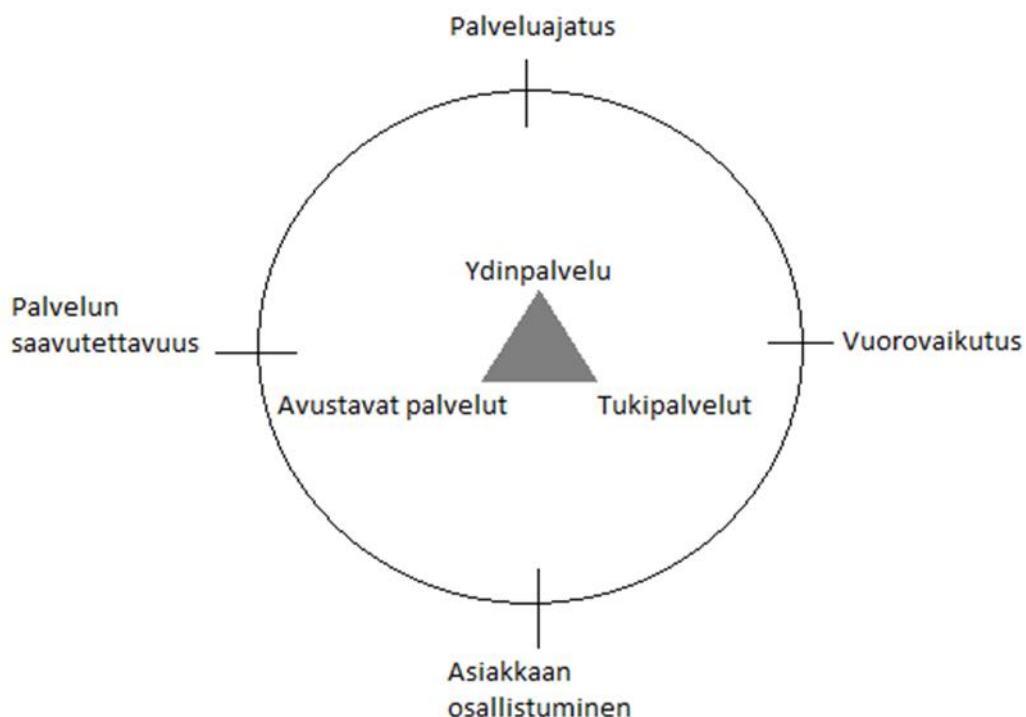 Palveluajatus
Ydinpalvelu
Palvelun
saavutettavuus
Vuorovaikutus
Avustavat palvelut
Tukipalvelut
Asiakkaan
osallistuminen